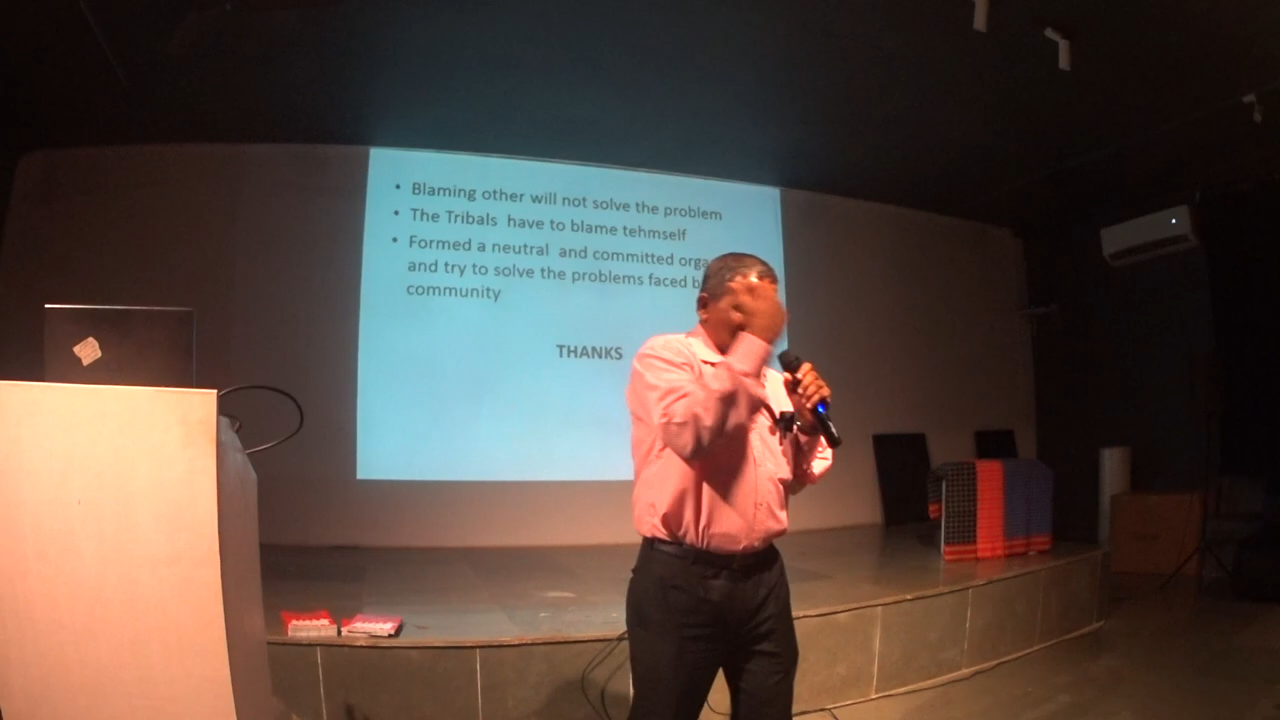 • Blaming other will not solve the problem
• The Tribals have to blame tehmself
• Formed a neutral and committed
and try to solve the problems faced
community
THANKS